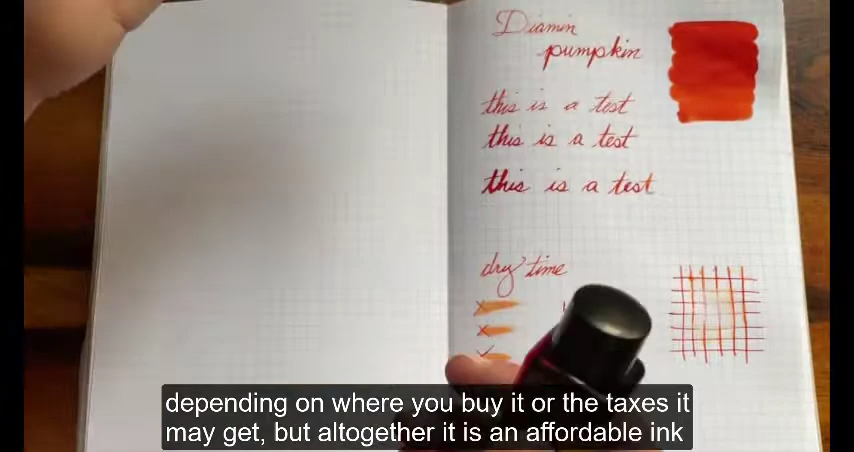 Diamin
pumpkin
this is a test
this is a test
this is a test
dry time
depending on where you buy it or the taxes it
may get, but altogether it is an affordable ink